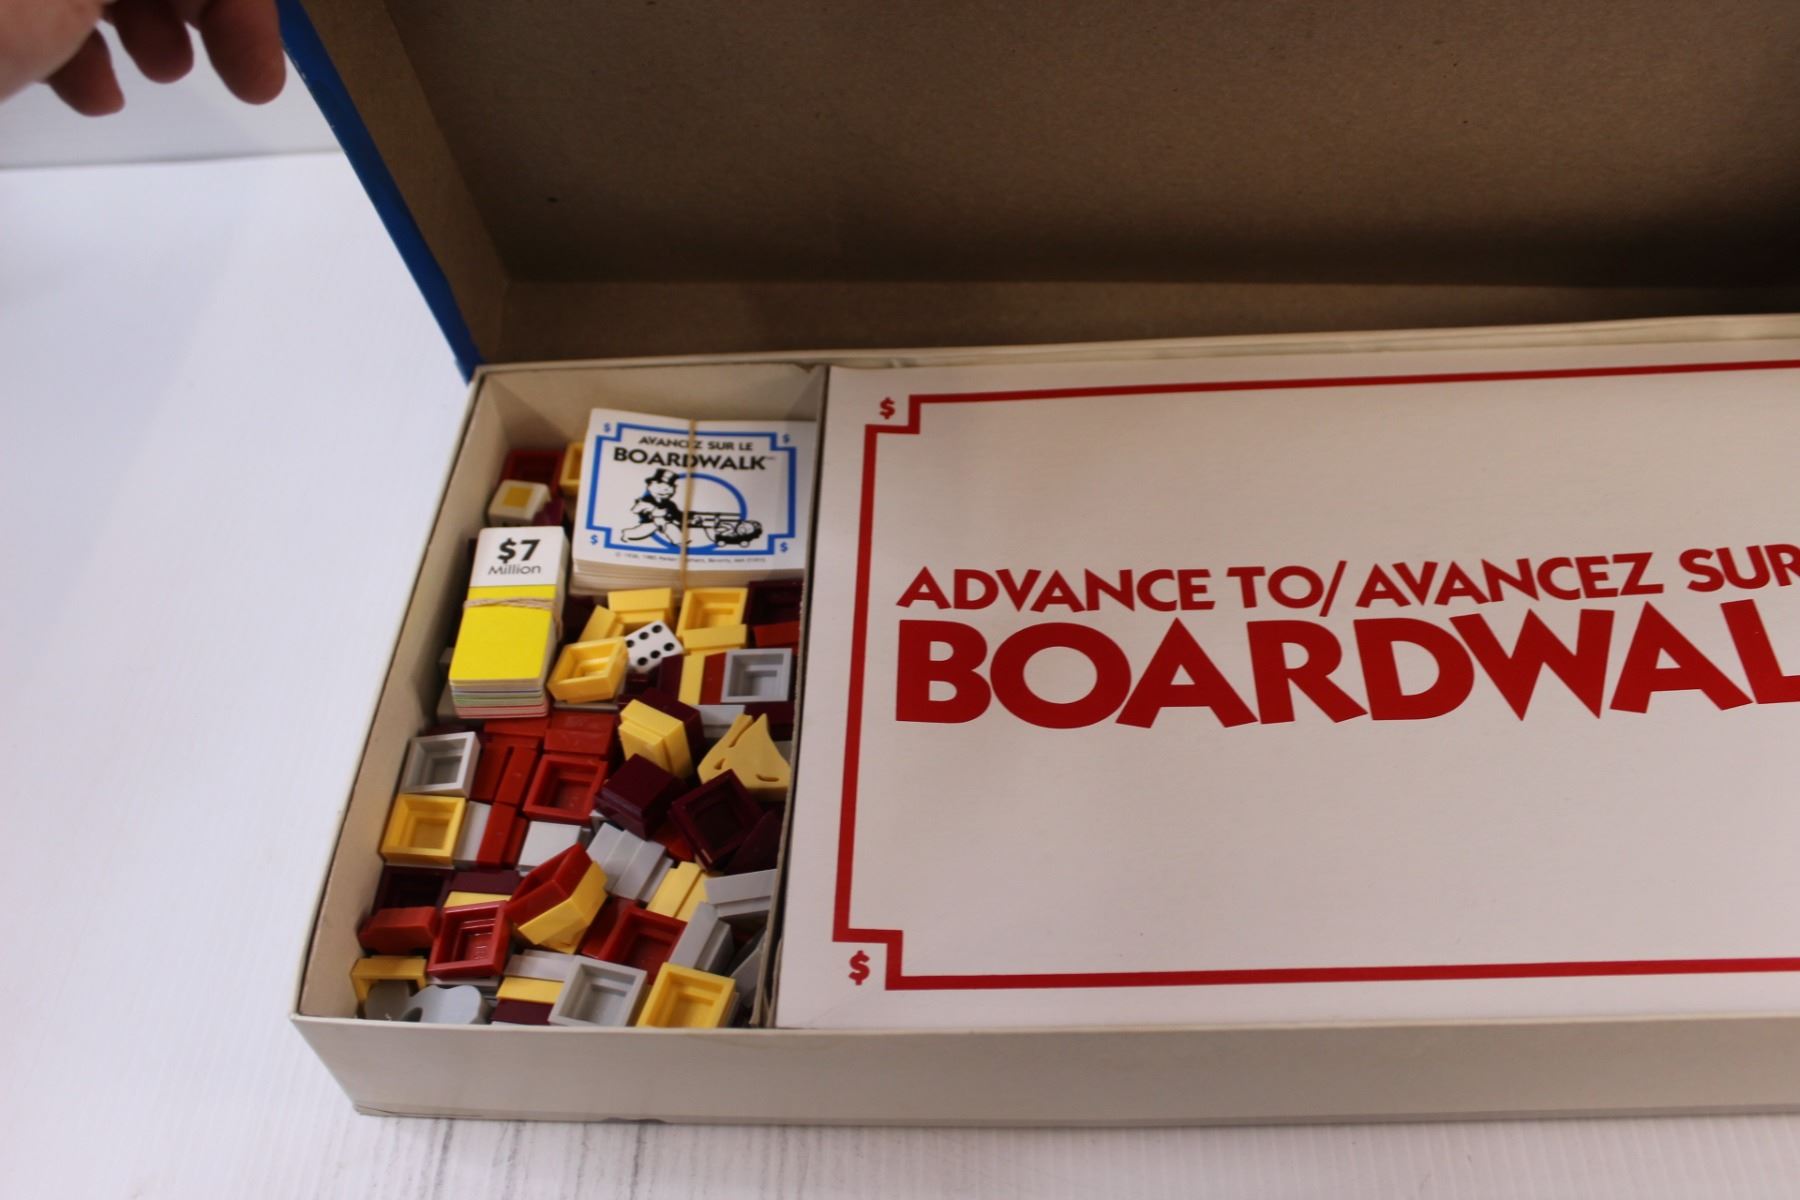 $ $
AVANCEZ SUR LE
BOARDWALK
$ $
$7
Million
$
ADVANCE TO/AVANCEZ SUR
BOARDWAL
$